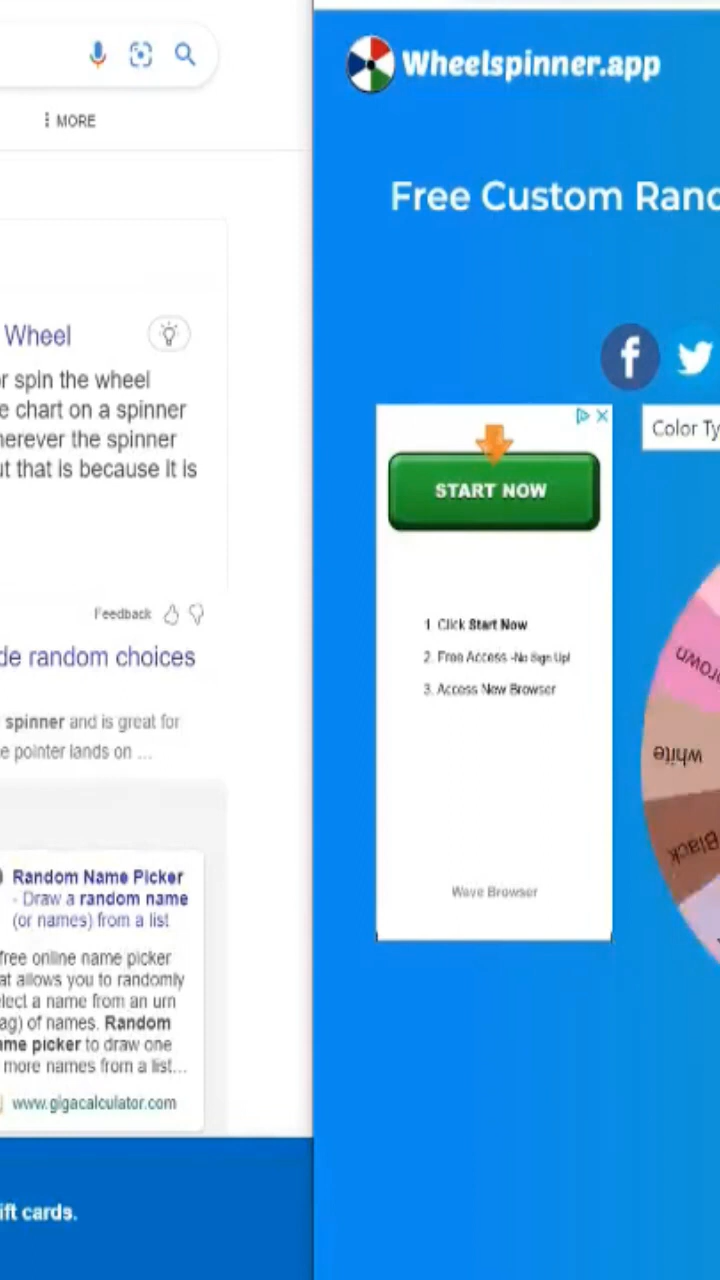 MORE
Wheel
r spin the wheel
e chart on a spinner
herever the spinner
ut that is because it is
Feedback
de random choices
spinner and is great for
e pointer lands on ...
Random Name Picker
- Draw a random name
(or names) from a list
free online name picker
at allows you to randomly
elect a name from an urn
ag) of names. Random
ame picker to draw one
more names from a list...
www.gigacalculator.com
ift cards.
Wheelspinner.app
Free Custom Rand
f
Color Ty
START NOW
1 Click Start Now
2. Free Access -No Sign Up!
3. Access New Browser
Wave Browser
rown
white
Black